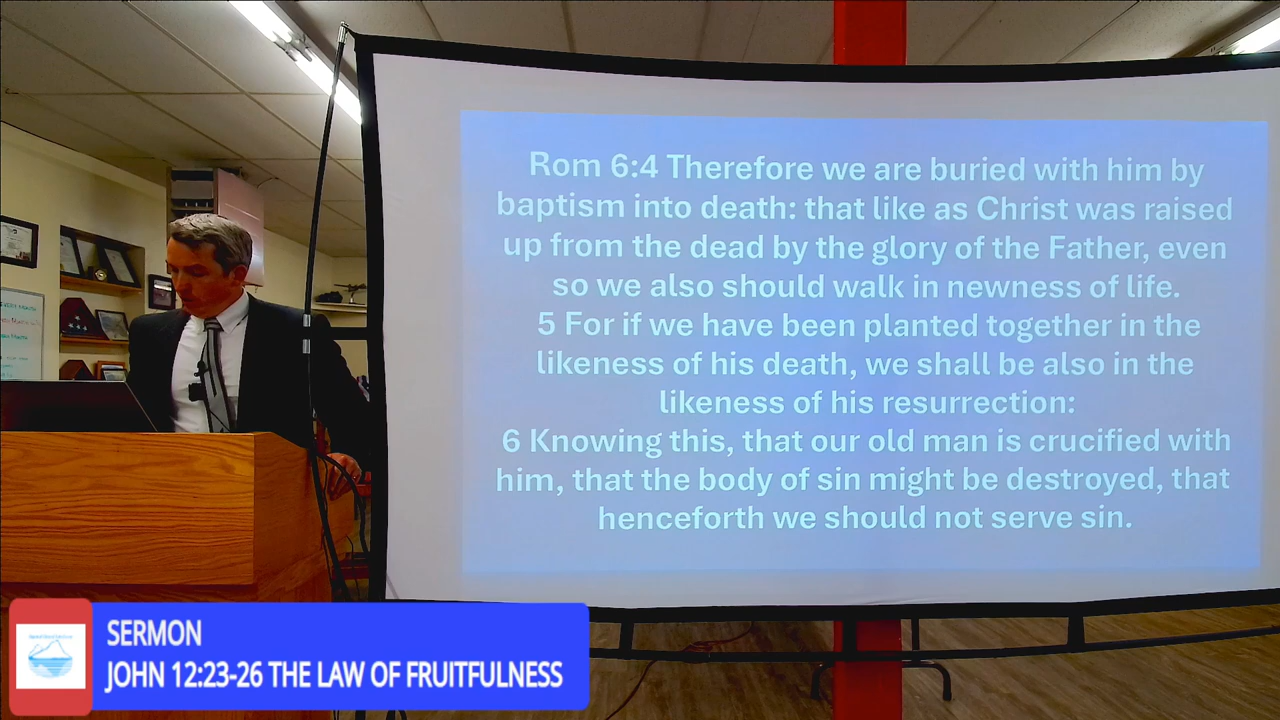 Rom 6:4 Therefore we are buried with him by
baptism into death: that like as Christ was raised
up from the dead by the glory of the Father, even
so we also should walk in newness of life.
5 For if we have been planted together in the
likeness of his death, we shall be also in the
likeness of his resurrection:
6 Knowing this, that our old man is crucified with
him, that the body of sin might be destroyed, that
henceforth we should not serve sin.
SERMON
JOHN 12:23-26 THE LAW OF FRUITFULNESS